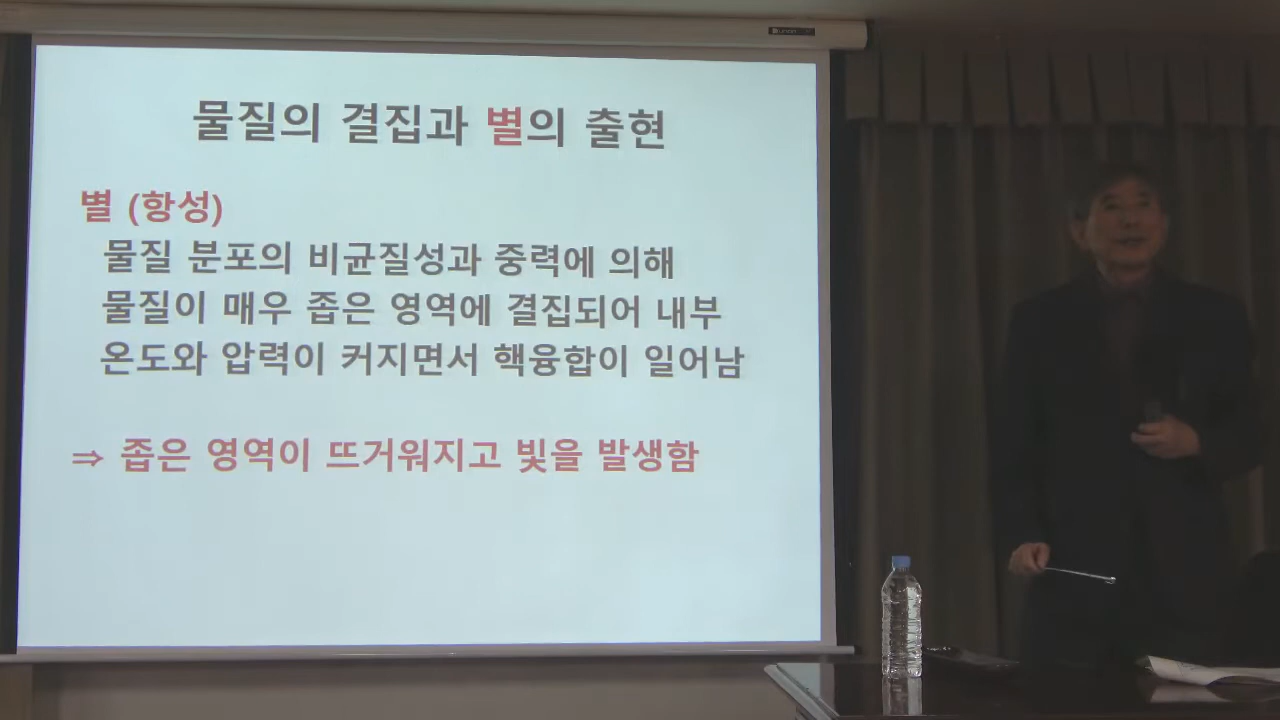 물질의 결집과 별의 출현
별 (항성)
물질 분포의 비균질성과 중력에 의해
물질이 매우 좁은 영역에 결집되어 내부
온도와 압력이 커지면서 핵융합이 일어남
⇒ 좁은 영역이 뜨거워지고 빛을 발생함